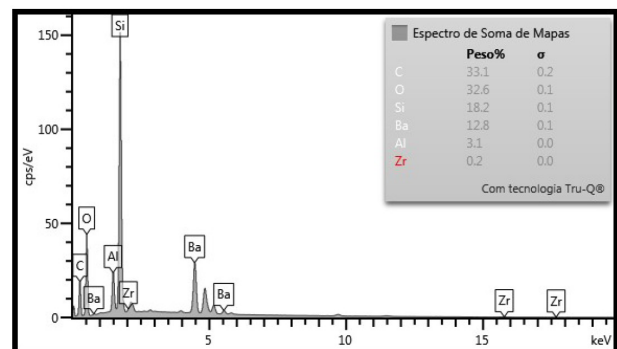 Espectro de Soma de Mapas
Peso% σ
C 33.1 0.2
O 32.6 0.1
Si 18.2 0.1
Ba 12.8 0.1
Al 3.1 0.0
Zr 0.2 0.0
Com tecnologia Tru-Q®
cps/eV
150
100
50
0
Si
O
C
Ba
Al
Zr
Ba
Ba
Zr
Zr
5
10
15
keV